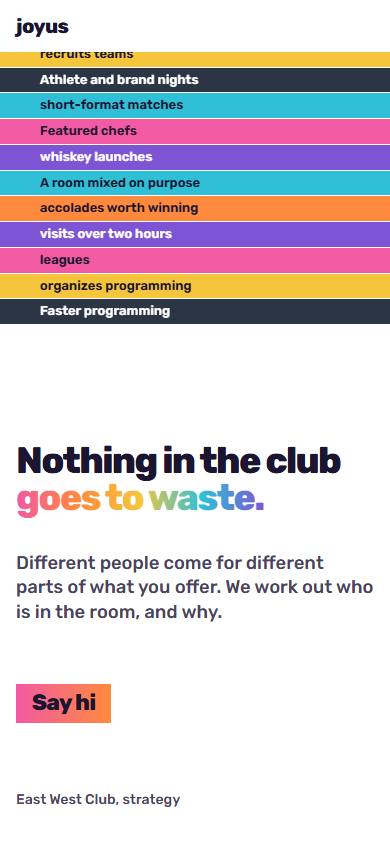 joyus
recruits teams
Athlete and brand nights
short-format matches
Featured chefs
whiskey launches
A room mixed on purpose
accolades worth winning
visits over two hours
leagues
organizes programming
Faster programming
Nothing in the club
goes to waste.
Different people come for different
parts of what you offer. We work out who
is in the room, and why.
Say hi
East West Club, strategy